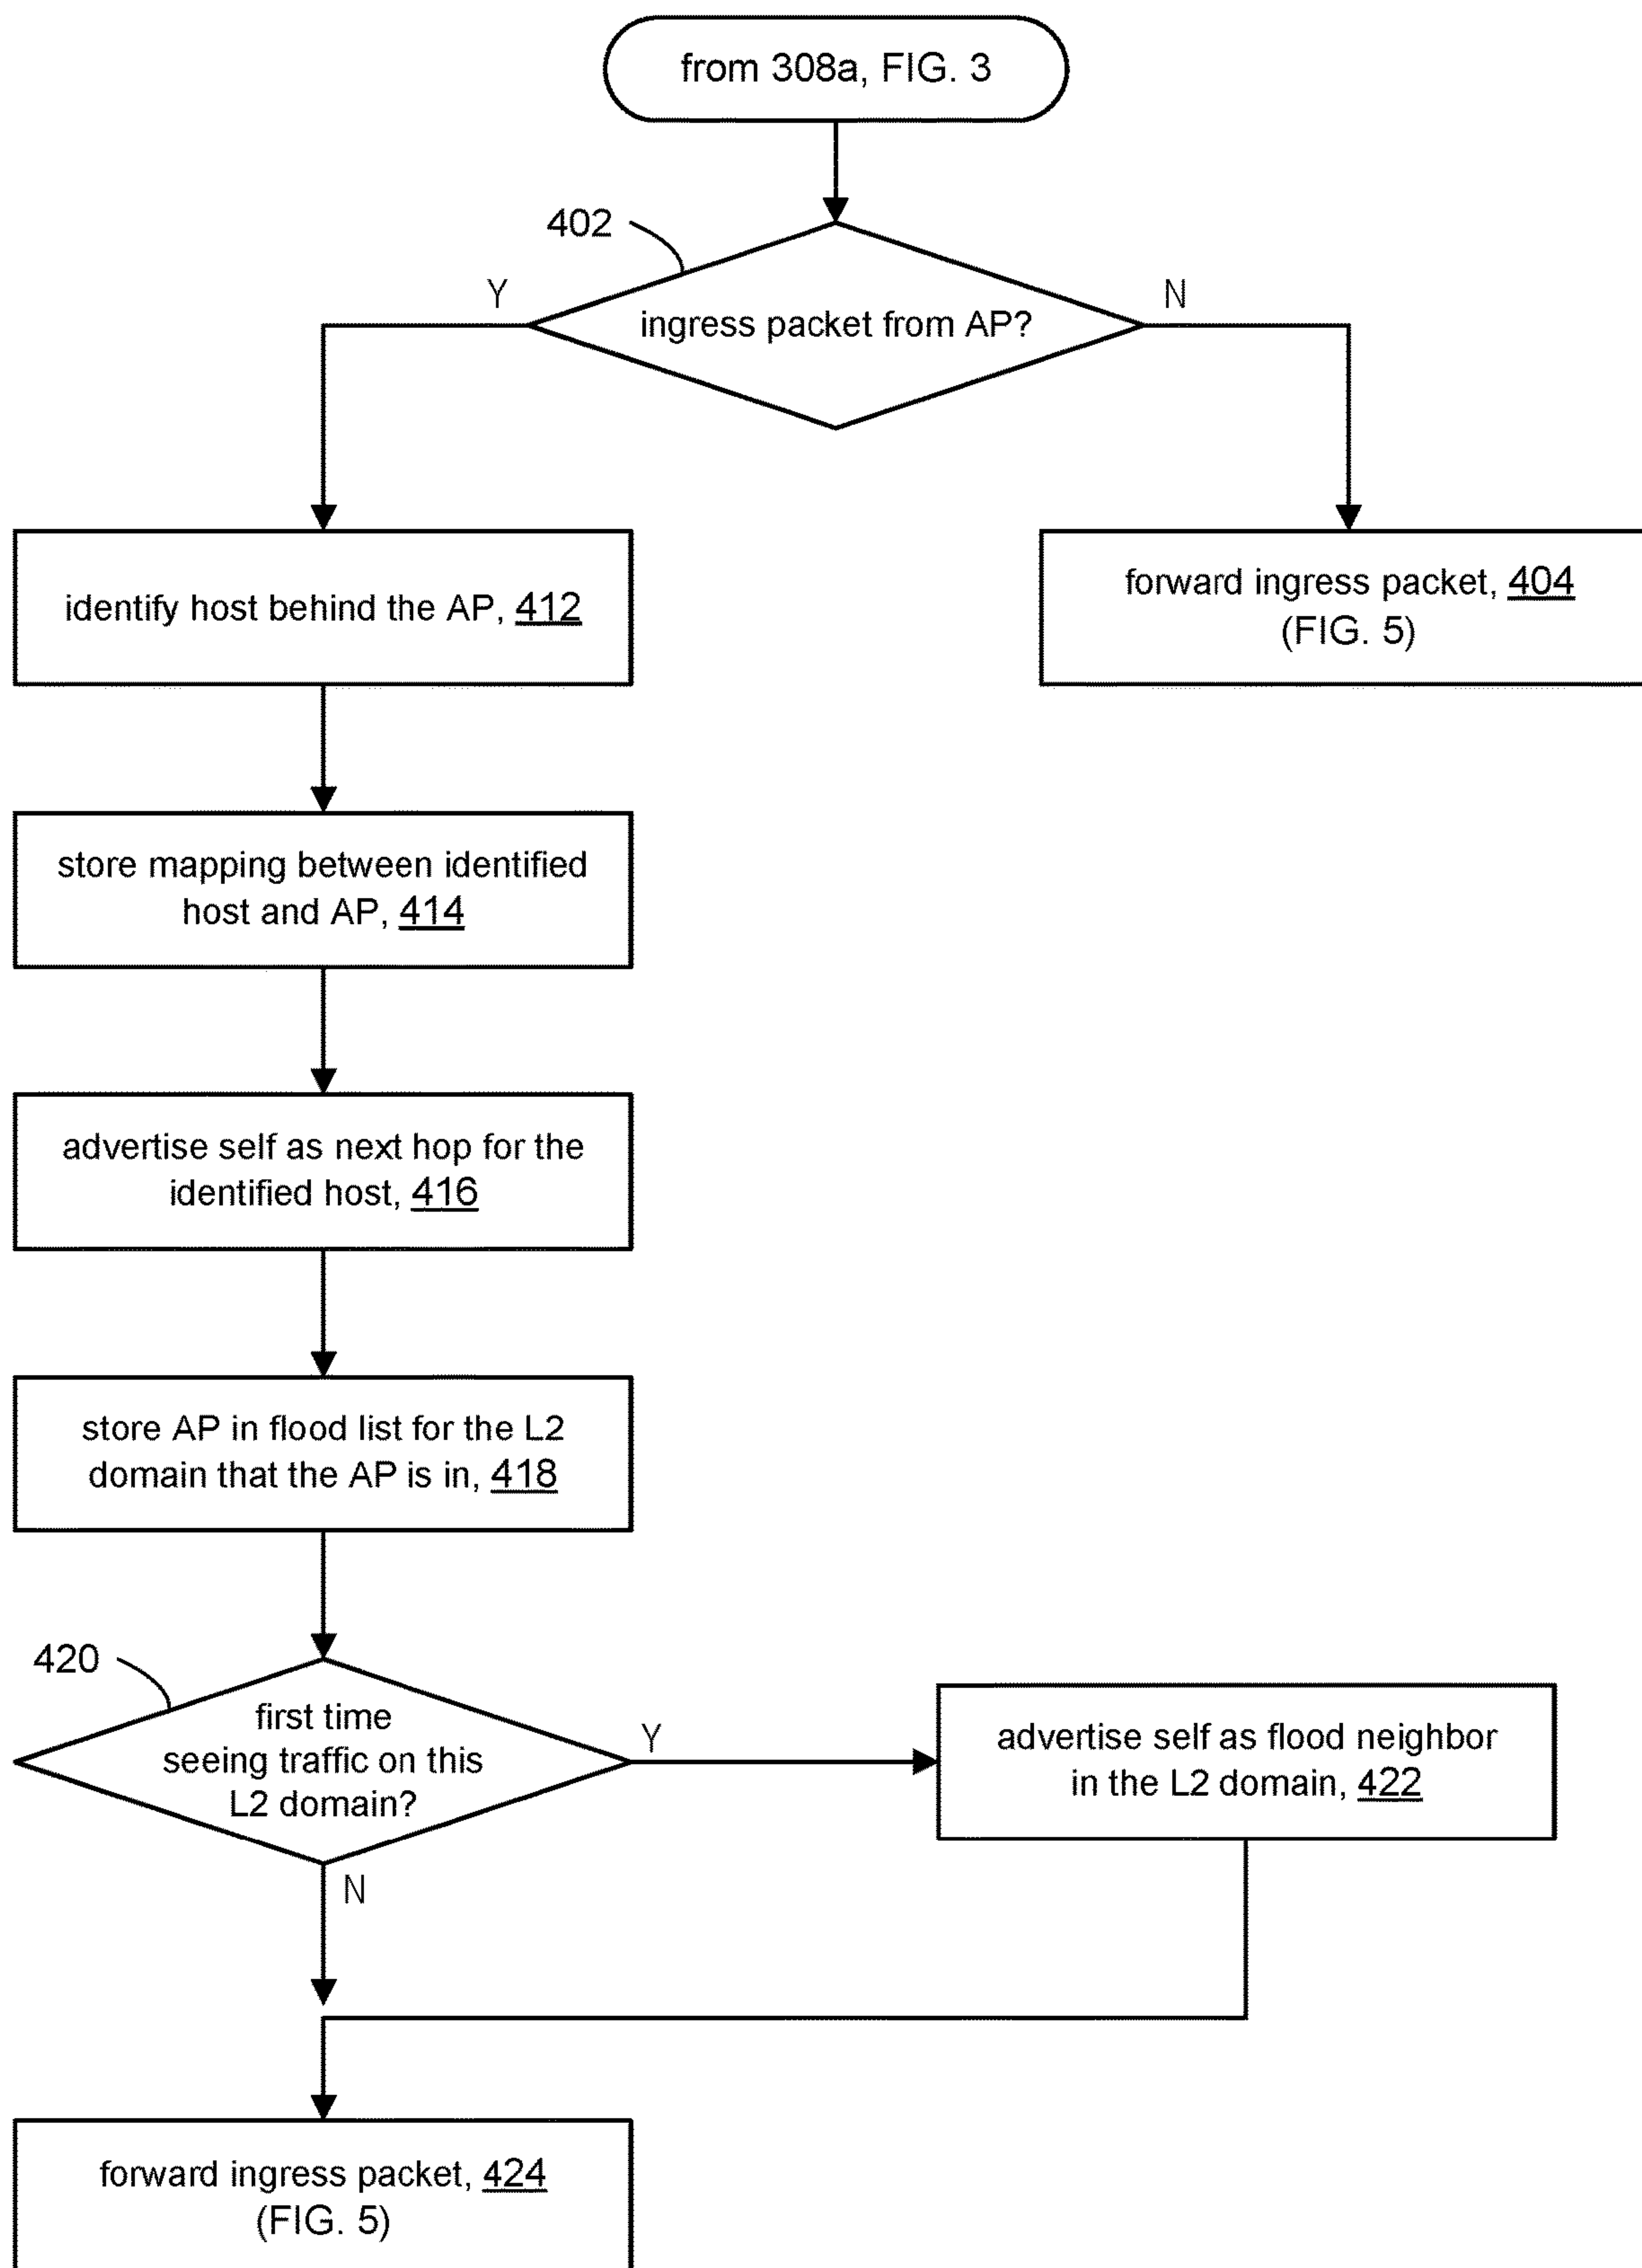 from 308a, FIG. 3
402
Y
N
ingress packet from AP?
identify host behind the AP, 412
forward ingress packet, 404
(FIG. 5)
store mapping between identified
host and AP, 414
advertise self as next hop for the
identified host, 416
store AP in flood list for the L2
domain that the AP is in, 418
420
first time
seeing traffic on this
L2 domain?
Y
N
advertise self as flood neighbor
in the L2 domain, 422
forward ingress packet, 424
(FIG. 5)